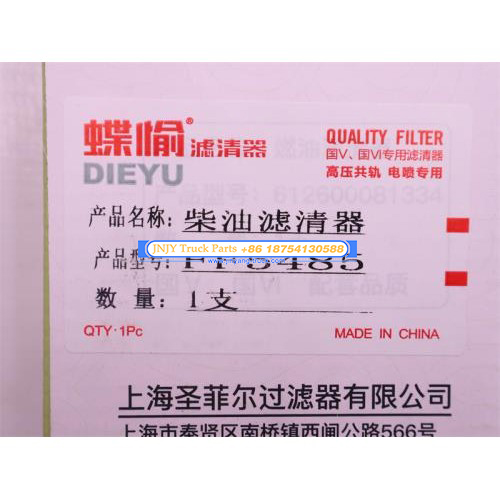 蝶愉® 滤清器
DIEYU
QUALITY FILTER
国Ⅴ、国Ⅵ专用滤清器
高压共轨 电喷专用
612600081334
产品名称：柴油滤清器
JNJY Truck Parts +86 18754130588
产品型号：FF5485
数 量：1支
QTY·1Pc
MADE IN CHINA
上海圣菲尔过滤器有限公司
上海市奉贤区南桥镇西闸公路566号